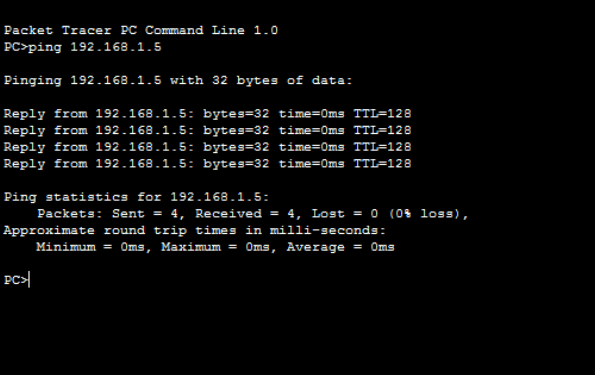 Packet Tracer PC Command Line 1.0
PC>ping 192.168.1.5
Pinging 192.168.1.5 with 32 bytes of data:
Reply from 192.168.1.5: bytes=32 time=0ms TTL=128
Reply from 192.168.1.5: bytes=32 time=0ms TTL=128
Reply from 192.168.1.5: bytes=32 time=0ms TTL=128
Reply from 192.168.1.5: bytes=32 time=0ms TTL=128
Ping statistics for 192.168.1.5:
    Packets: Sent = 4, Received = 4, Lost = 0 (0% loss),
Approximate round trip times in milli-seconds:
    Minimum = 0ms, Maximum = 0ms, Average = 0ms
PC>